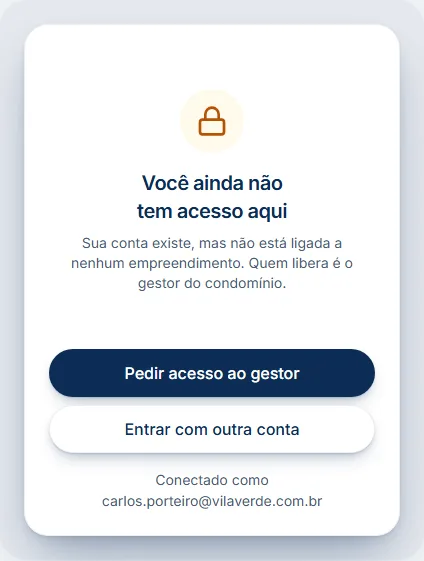 Você ainda não
tem acesso aqui
Sua conta existe, mas não está ligada a
nenhum empreendimento. Quem libera é o
gestor do condomínio.
Pedir acesso ao gestor
Entrar com outra conta
Conectado como
carlos.porteiro@vilaverde.com.br